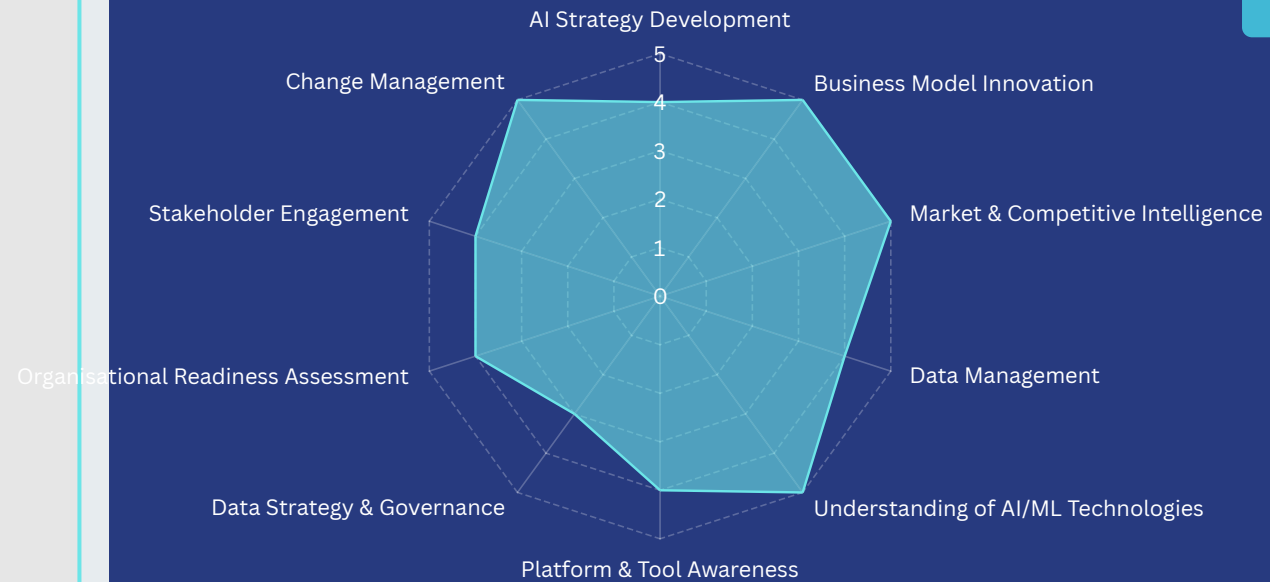 AI Strategy Development
5
Change Management
Business Model Innovation
4
3
2
Stakeholder Engagement
Market & Competitive Intelligence
1
0
Organisational Readiness Assessment
Data Management
Data Strategy & Governance
Understanding of AI/ML Technologies
Platform & Tool Awareness